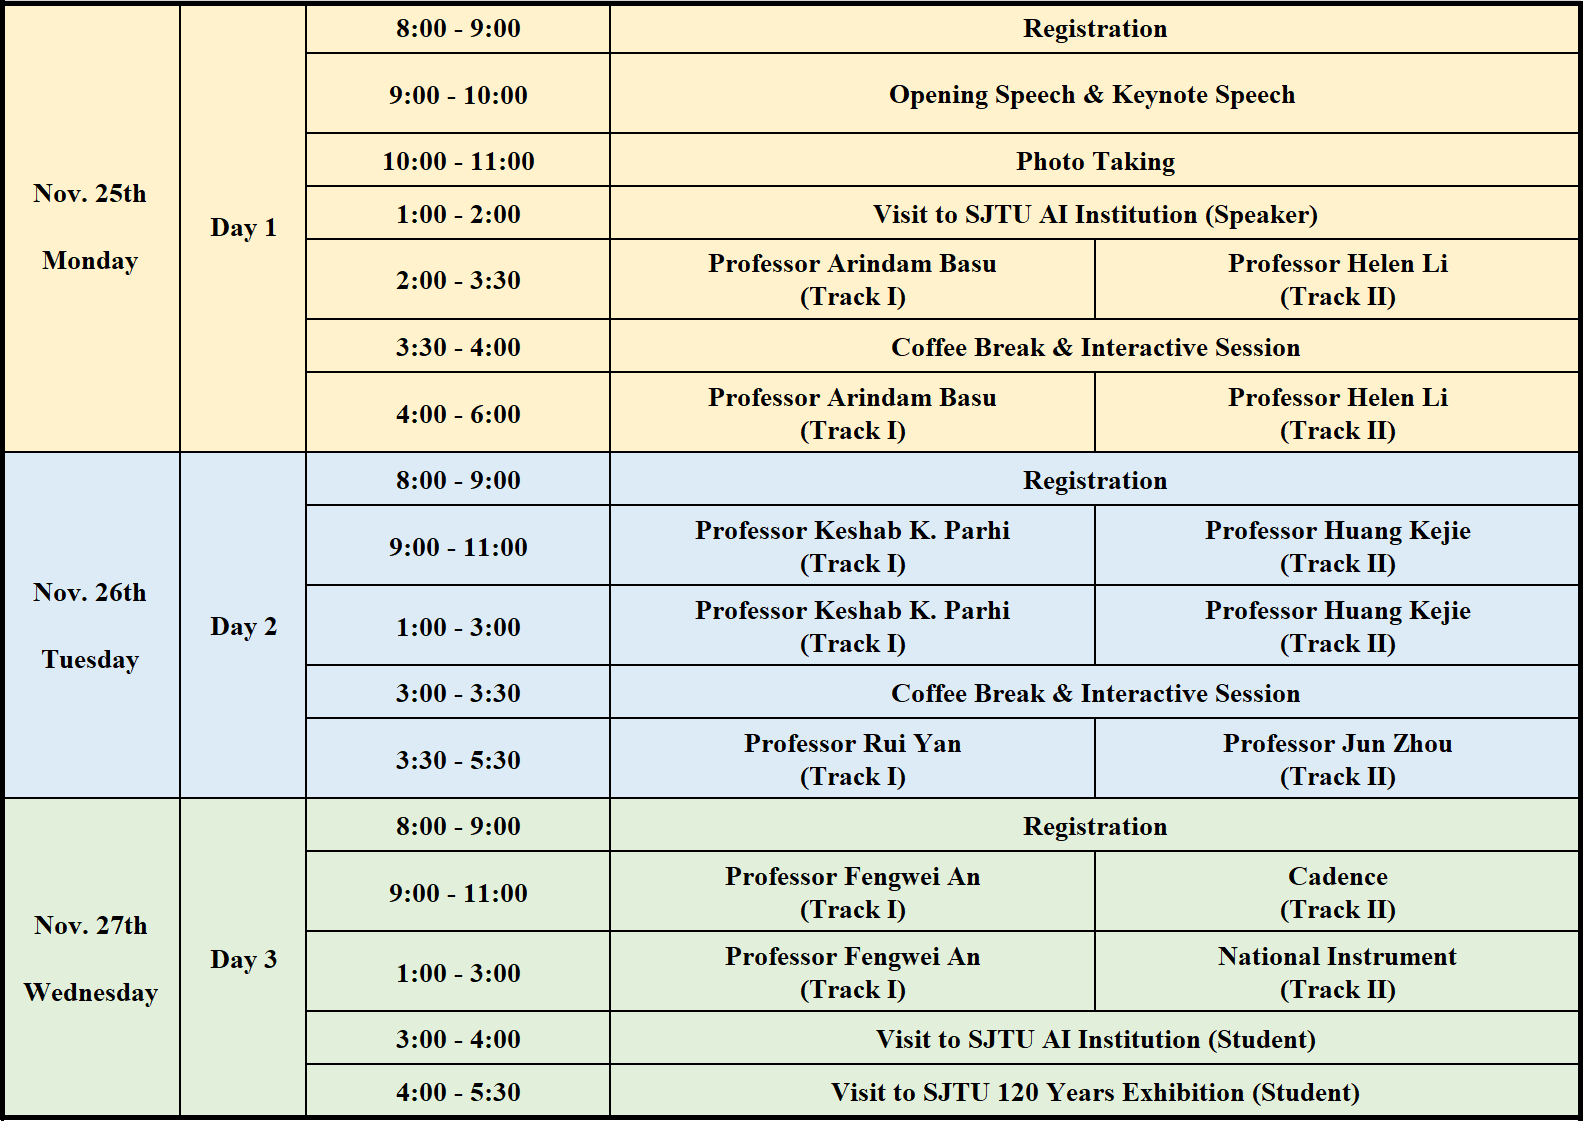 Nov. 25th
Monday
Day 1
8:00 - 9:00
Registration
9:00 - 10:00
Opening Speech & Keynote Speech
10:00 - 11:00
Photo Taking
1:00 - 2:00
Visit to SJTU AI Institution (Speaker)
2:00 - 3:30
Professor Arindam Basu
(Track I)
Professor Helen Li
(Track II)
3:30 - 4:00
Coffee Break & Interactive Session
4:00 - 6:00
Professor Arindam Basu
(Track I)
Professor Helen Li
(Track II)
Nov. 26th
Tuesday
Day 2
8:00 - 9:00
Registration
9:00 - 11:00
Professor Keshab K. Parhi
(Track I)
Professor Huang Kejie
(Track II)
1:00 - 3:00
Professor Keshab K. Parhi
(Track I)
Professor Huang Kejie
(Track II)
3:00 - 3:30
Coffee Break & Interactive Session
3:30 - 5:30
Professor Rui Yan
(Track I)
Professor Jun Zhou
(Track II)
Nov. 27th
Wednesday
Day 3
8:00 - 9:00
Registration
9:00 - 11:00
Professor Fengwei An
(Track I)
Cadence
(Track II)
1:00 - 3:00
Professor Fengwei An
(Track I)
National Instrument
(Track II)
3:00 - 4:00
Visit to SJTU AI Institution (Student)
4:00 - 5:30
Visit to SJTU 120 Years Exhibition (Student)